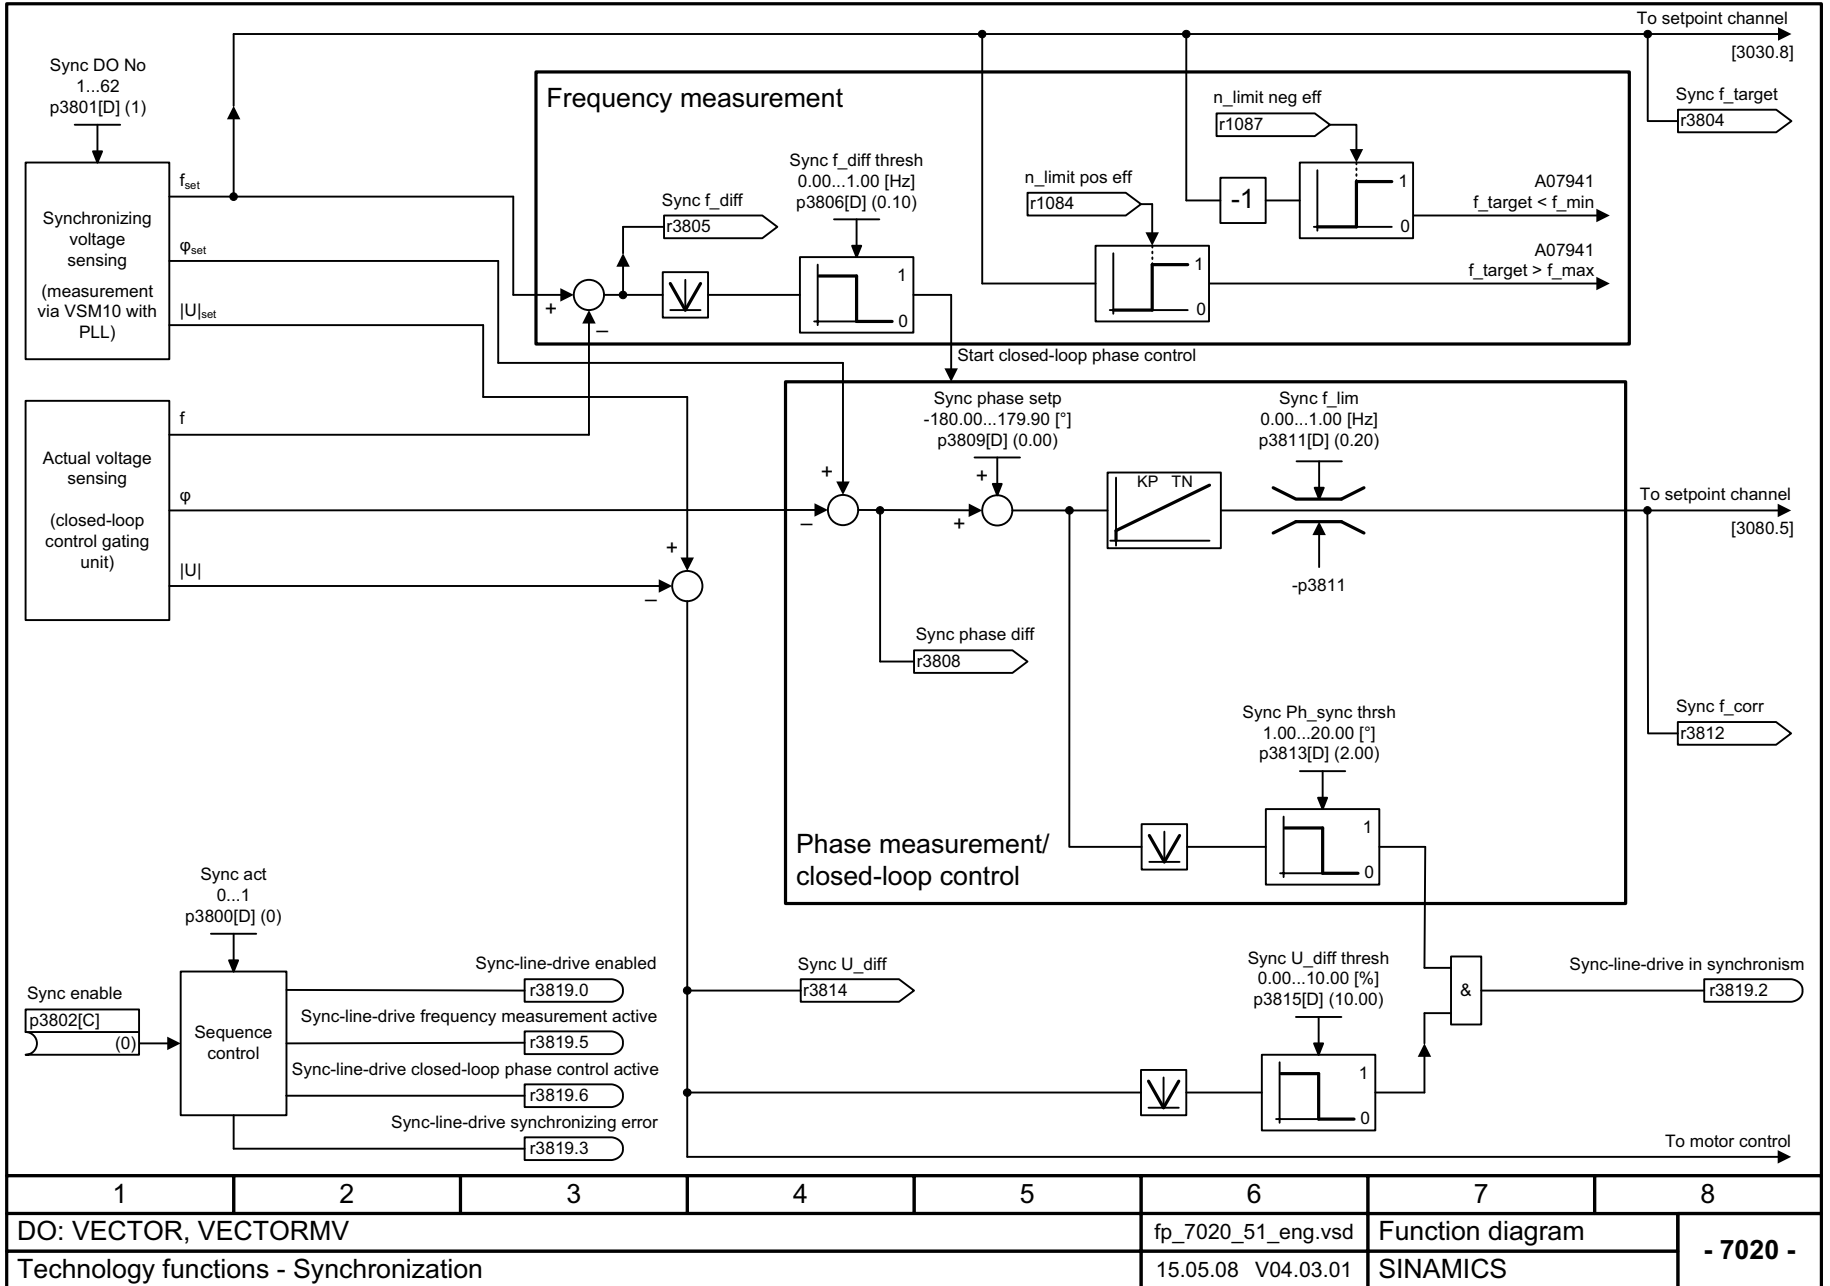 To setpoint channel
[3030.8]
Sync DO No
1...62
p3801[D] (1)
Frequency measurement
n_limit neg eff
r1087
Sync f_target
r3804
Sync f_diff thresh
0.00...1.00 [Hz]
p3806[D] (0.10)
n_limit pos eff
r1084
-1
1
0
A07941
f_target < f_min
fset
Synchronizing
voltage
sensing
(measurement
via VSM10 with
PLL)
φset
|U|set
Sync f_diff
r3805
+
–
1
0
1
0
A07941
f_target > f_max
Start closed-loop phase control
Actual voltage
sensing
(closed-loop
control gating
unit)
f
φ
|U|
Sync phase setp
-180.00...179.90 [°]
p3809[D] (0.00)
Sync f_lim
0.00...1.00 [Hz]
p3811[D] (0.20)
+
–
+
+
KP TN
-p3811
To setpoint channel
[3080.5]
+
–
Sync phase diff
r3808
Sync Ph_sync thrsh
1.00...20.00 [°]
p3813[D] (2.00)
Sync f_corr
r3812
1
0
Phase measurement/
closed-loop control
Sync act
0...1
p3800[D] (0)
Sync enable
p3802[C]
(0)
Sequence
control
Sync-line-drive enabled
r3819.0
Sync-line-drive frequency measurement active
r3819.5
Sync-line-drive closed-loop phase control active
r3819.6
Sync-line-drive synchronizing error
r3819.3
Sync U_diff
r3814
Sync U_diff thresh
0.00...10.00 [%]
p3815[D] (10.00)
1
0
&
Sync-line-drive in synchronism
r3819.2
To motor control
1 2 3 4 5 6 7 8
DO: VECTOR, VECTORMV
fp_7020_51_eng.vsd
Function diagram
- 7020 -
Technology functions - Synchronization
15.05.08 V04.03.01
SINAMICS